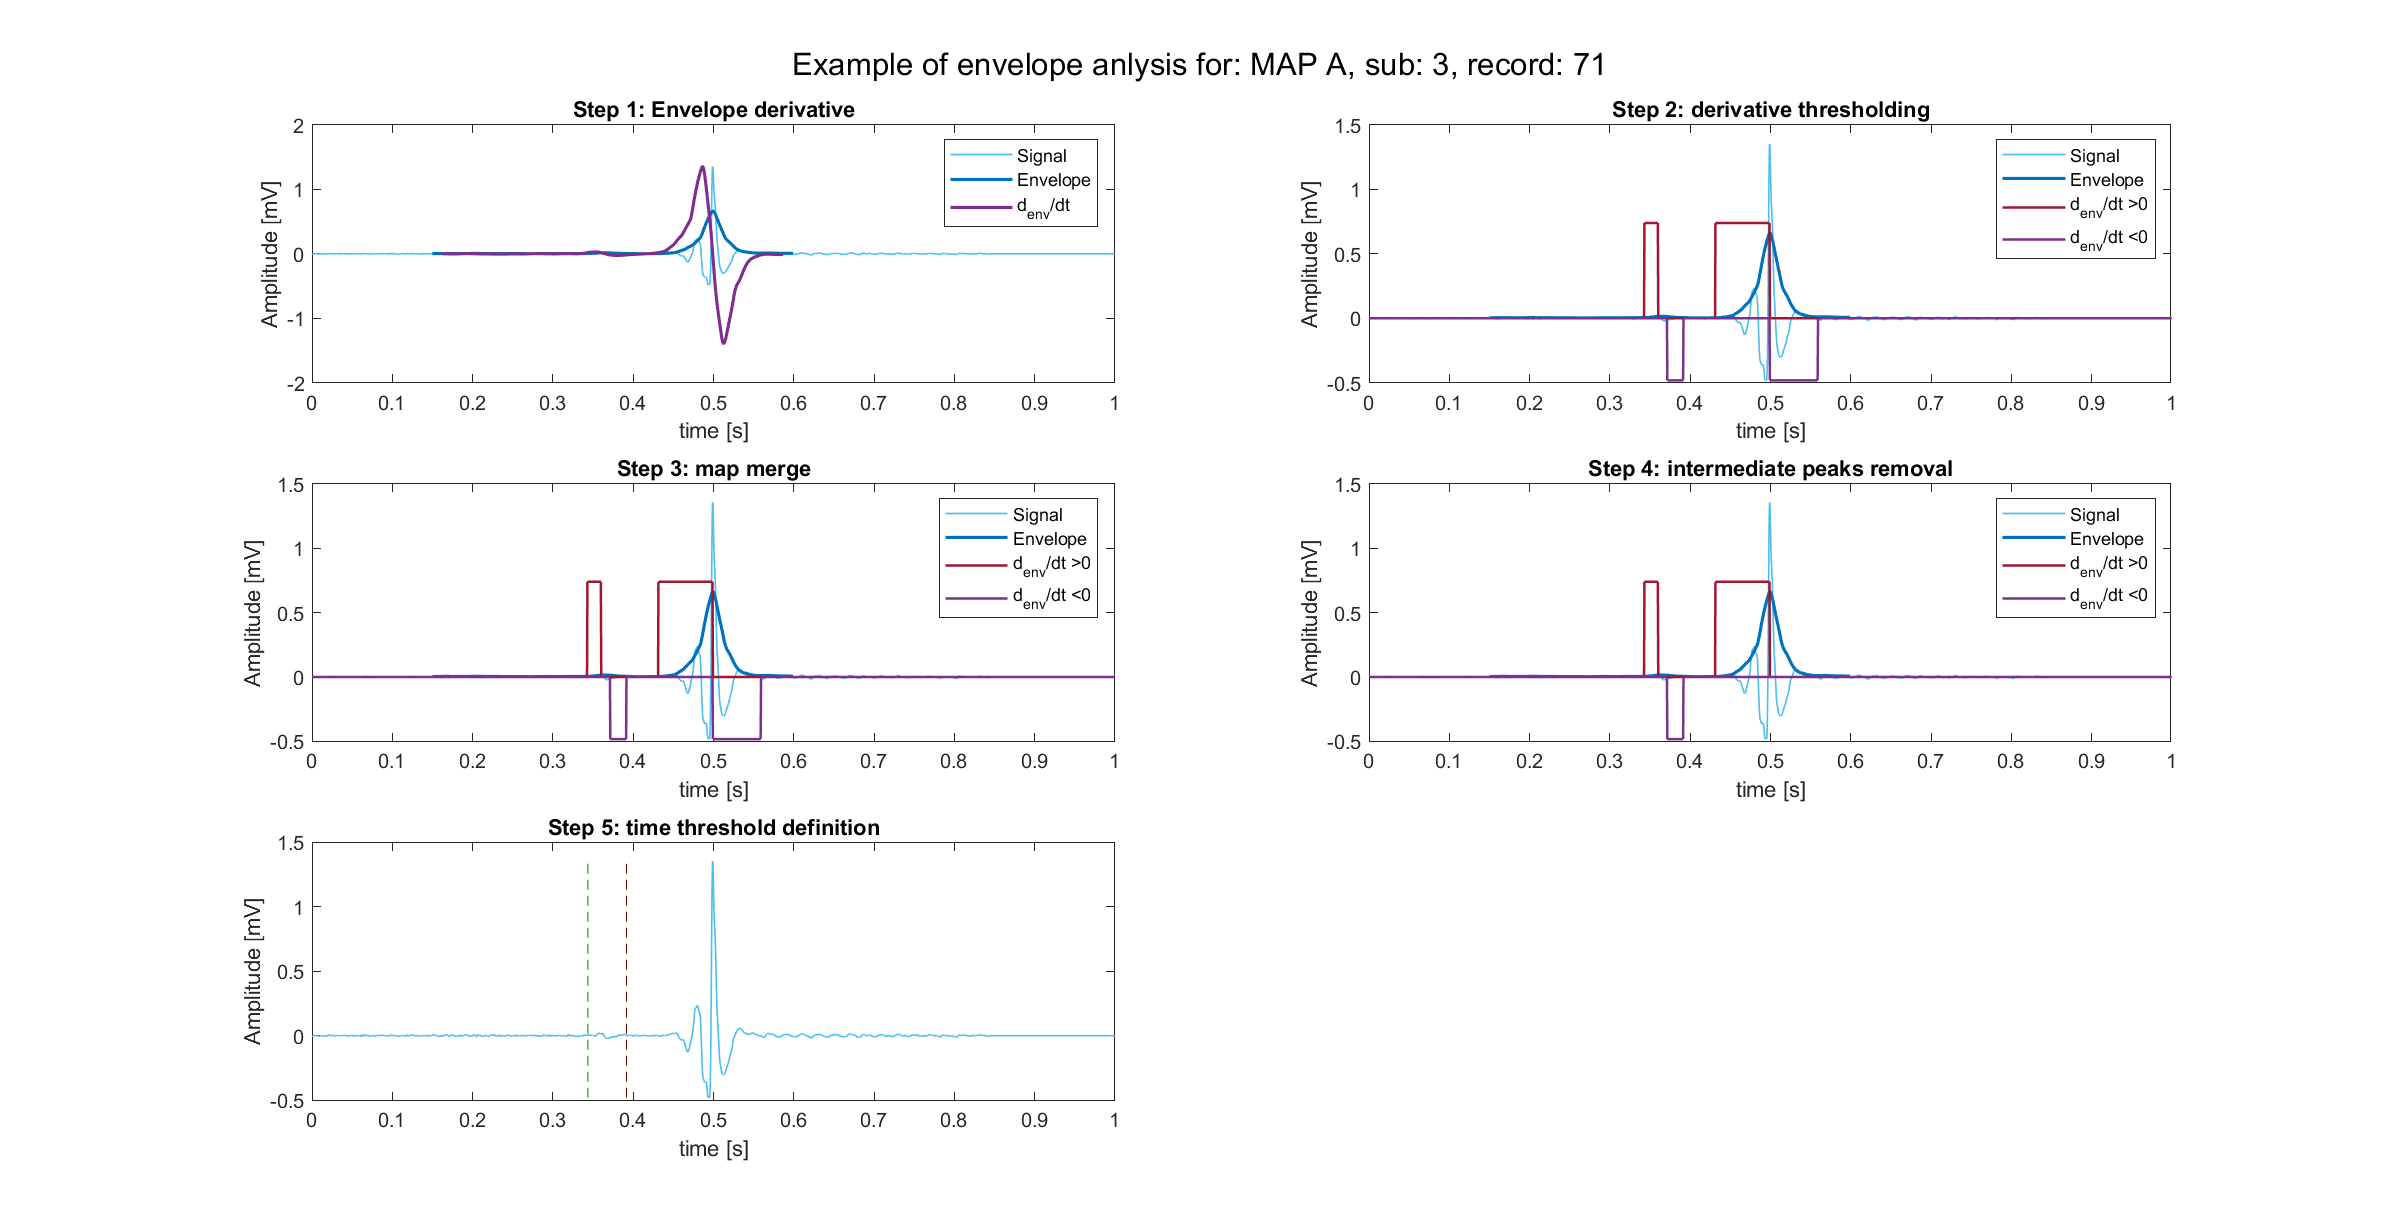 Example of envelope anlysis for: MAP A, sub: 3, record: 71
Step 1: Envelope derivative
2
1
0
-1
-2
Amplitude [mV]
Signal
Envelope
d_env/dt
0 0.1 0.2 0.3 0.4 0.5 0.6 0.7 0.8 0.9 1
time [s]
Step 2: derivative thresholding
1.5
1
0.5
0
-0.5
Amplitude [mV]
Signal
Envelope
d_env/dt >0
d_env/dt <0
0 0.1 0.2 0.3 0.4 0.5 0.6 0.7 0.8 0.9 1
time [s]
Step 3: map merge
1.5
1
0.5
0
-0.5
Amplitude [mV]
Signal
Envelope
d_env/dt >0
d_env/dt <0
0 0.1 0.2 0.3 0.4 0.5 0.6 0.7 0.8 0.9 1
time [s]
Step 4: intermediate peaks removal
1.5
1
0.5
0
-0.5
Amplitude [mV]
Signal
Envelope
d_env/dt >0
d_env/dt <0
0 0.1 0.2 0.3 0.4 0.5 0.6 0.7 0.8 0.9 1
time [s]
Step 5: time threshold definition
1.5
1
0.5
0
-0.5
Amplitude [mV]
0 0.1 0.2 0.3 0.4 0.5 0.6 0.7 0.8 0.9 1
time [s]